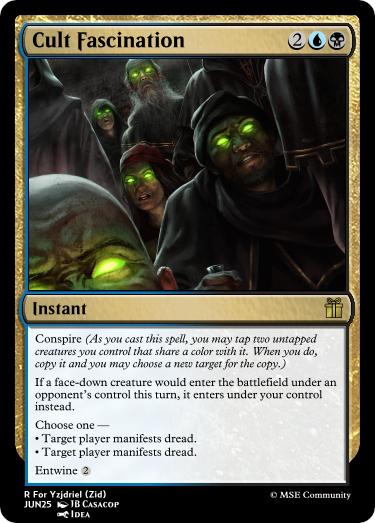 Cult Fascination 2
Instant
Conspire (As you cast this spell, you may tap two untapped
creatures you control that share a color with it. When you do,
copy it and you may choose a new target for the copy.)
If a face-down creature would enter the battlefield under an
opponent's control this turn, it enters under your control
instead.
Choose one —
• Target player manifests dread.
• Target player manifests dread.
Entwine 2
R For Yzjdriel (Zid)
JUN25 JB Casacop © MSE Community
Idea